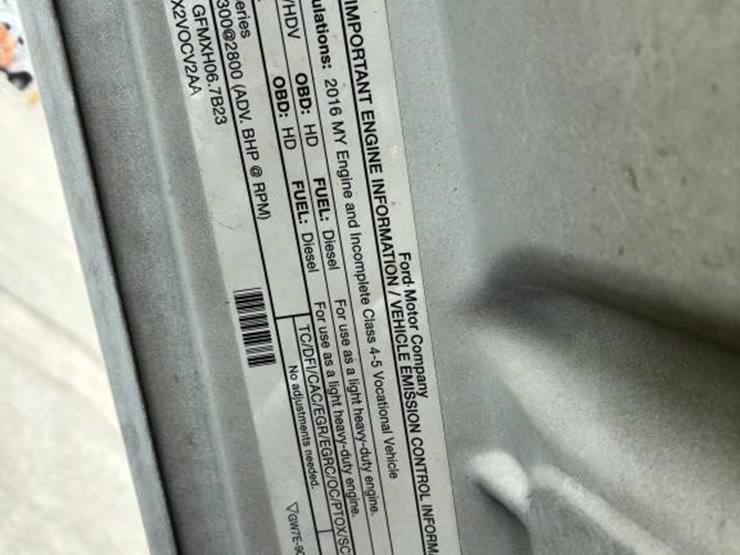 Ford Motor Company
IMPORTANT ENGINE INFORMATION / VEHICLE EMISSION CONTROL INFORM
ulations: 2016 MY Engine and Incomplete Class 4-5 Vocational Vehicle
/HDV OBD: HD FUEL: Diesel For use as a light heavy-duty engine.
OBD: HD FUEL: Diesel For use as a light heavy-duty engine.
eries TC/DFI/CAC/EGR/EGRC/OC/PTOX/SC
300@2800 (ADV. BHP @ RPM) No adjustments needed.
GFMXH06.7B23
X2VOCV2AA ▽GW7E-9C